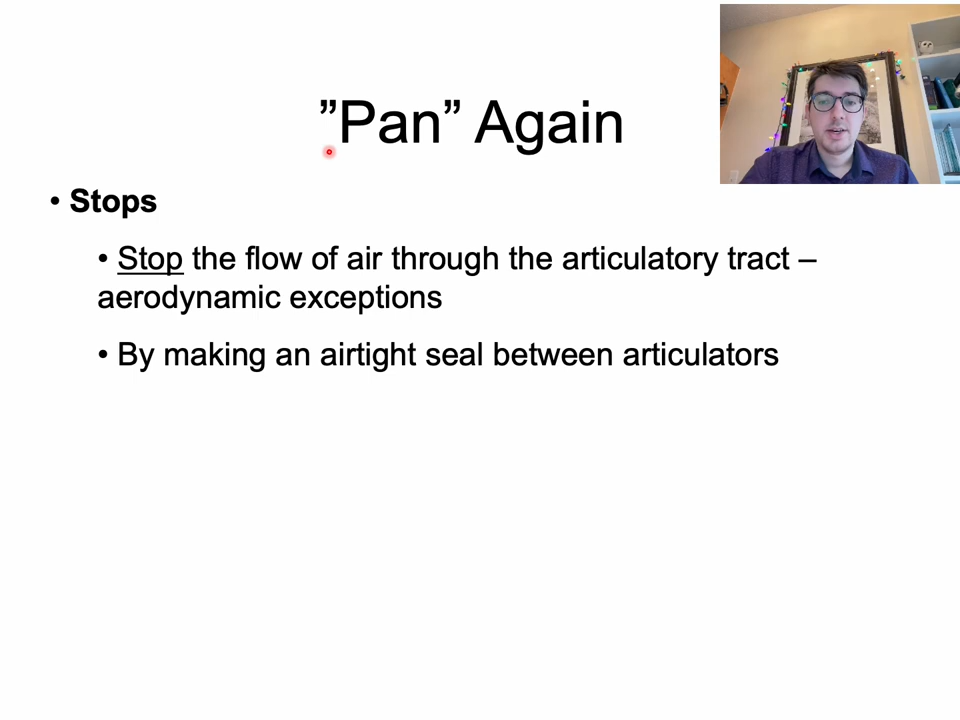 ”Pan” Again
• Stops
• Stop the flow of air through the articulatory tract –
aerodynamic exceptions
• By making an airtight seal between articulators